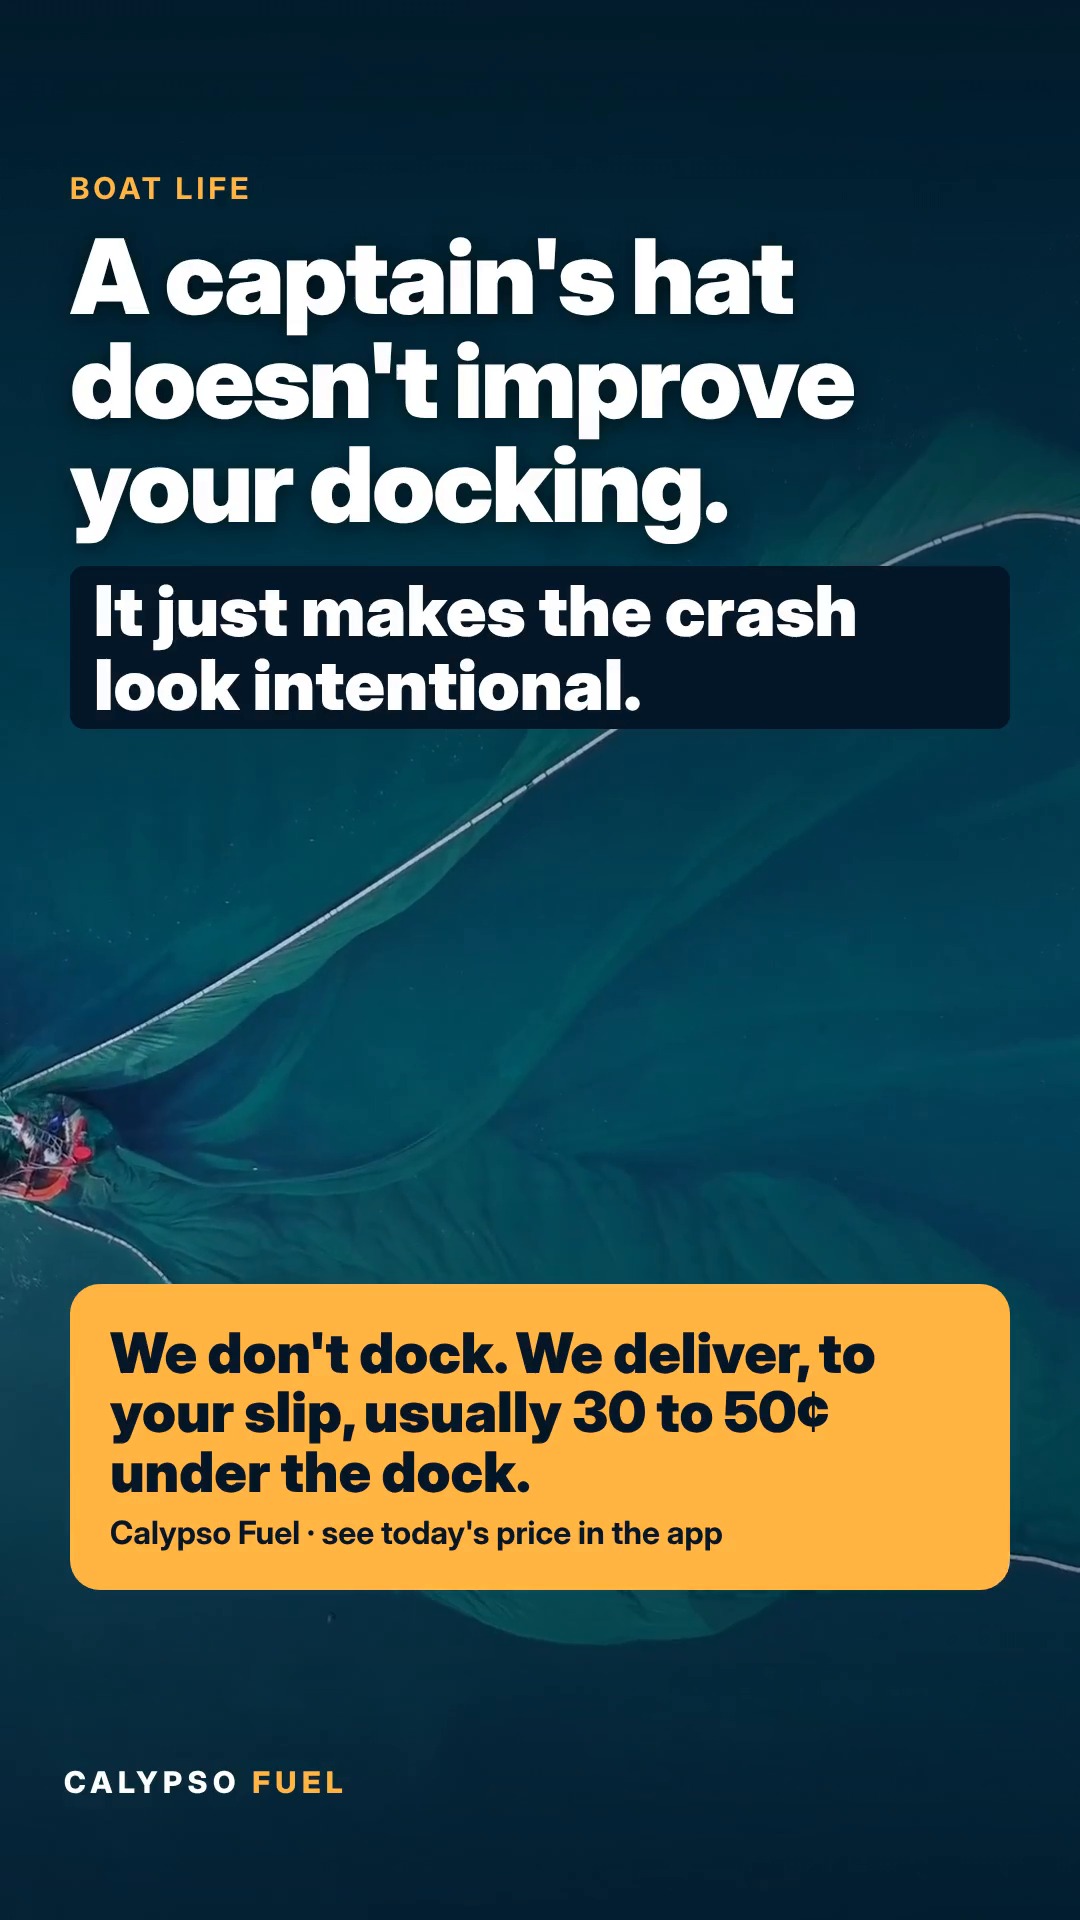 BOAT LIFE
A captain's hat
doesn't improve
your docking.
It just makes the crash
look intentional.
We don't dock. We deliver, to
your slip, usually 30 to 50¢
under the dock.
Calypso Fuel · see today's price in the app
CALYPSO FUEL